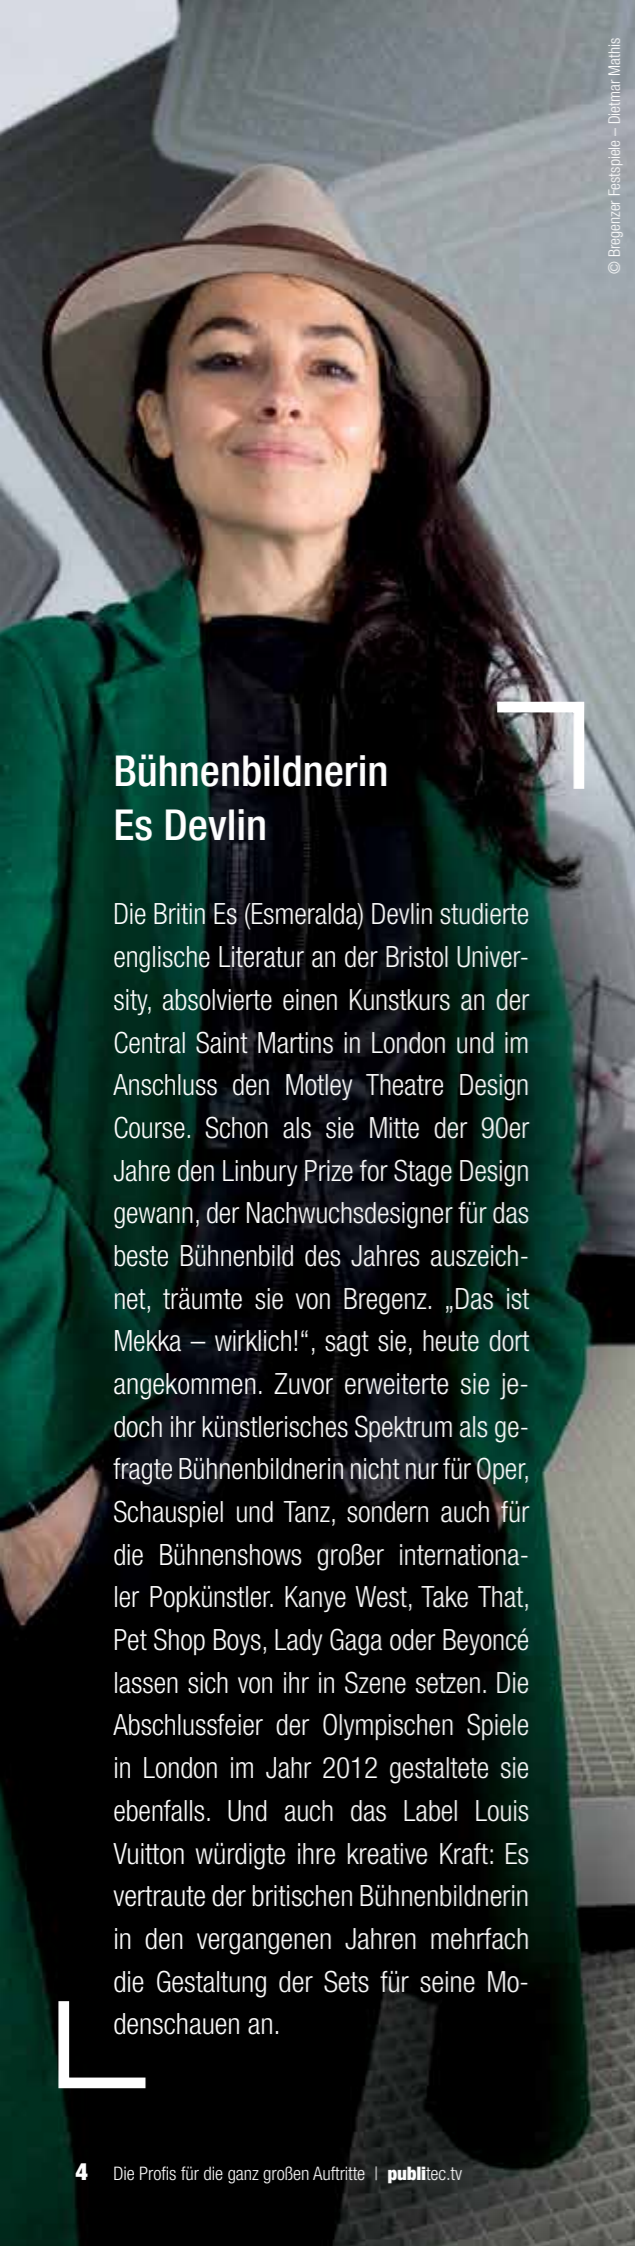 © Bregenzer Festspiele – Dietmar Mathis
Bühnenbildnerin
Es Devlin
Die Britin Es (Esmeralda) Devlin studierte
englische Literatur an der Bristol Univer-
sity, absolvierte einen Kunstkurs an der
Central Saint Martins in London und im
Anschluss den Motley Theatre Design
Course. Schon als sie Mitte der 90er
Jahre den Linbury Prize for Stage Design
gewann, der Nachwuchsdesigner für das
beste Bühnenbild des Jahres auszeich-
net, träumte sie von Bregenz. „Das ist
Mekka – wirklich!“, sagt sie, heute dort
angekommen. Zuvor erweiterte sie je-
doch ihr künstlerisches Spektrum als ge-
fragte Bühnenbildnerin nicht nur für Oper,
Schauspiel und Tanz, sondern auch für
die Bühnenshows großer internationa-
ler Popkünstler. Kanye West, Take That,
Pet Shop Boys, Lady Gaga oder Beyoncé
lassen sich von ihr in Szene setzen. Die
Abschlussfeier der Olympischen Spiele
in London im Jahr 2012 gestaltete sie
ebenfalls. Und auch das Label Louis
Vuitton würdigte ihre kreative Kraft: Es
vertraute der britischen Bühnenbildnerin
in den vergangenen Jahren mehrfach
die Gestaltung der Sets für seine Mo-
denschauen an.
4 Die Profis für die ganz großen Auftritte | publitec.tv